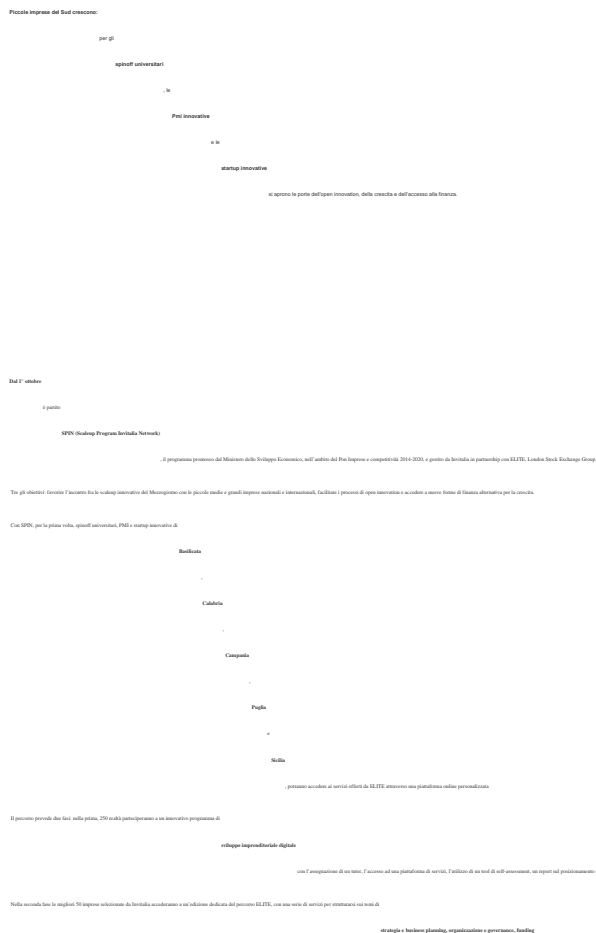 Piccole imprese del Sud crescono:
per gli
spinoff universitari
, le
Pmi innovative
e le
startup innovative
si aprono le porte dell'open innovation, della crescita e dell'accesso alla finanza.
Dal 1° ottobre
è partito
SPIN (Scaleup Program Invitalia Network)
, il programma promosso dal Ministero dello Sviluppo Economico, nell'ambito del Pon Imprese e competitività 2014-2020, e gestito da Invitalia in partnership con ELITE, London Stock Exchange Group
Tre gli obiettivi: favorire l'incontro fra le scaleup innovative del Mezzogiorno con le piccole medie e grandi imprese nazionali e internazionali, facilitare i processi di open innovation e accedere a nuove forme di finanza alternativa per la crescita.
Con SPIN, per la prima volta, spinoff universitari, PMI e startup innovative di
Basilicata
,
Calabria
,
Campania
,
Puglia
e
Sicilia
, potranno accedere ai servizi offerti da ELITE attraverso una piattaforma online personalizzata
Il percorso prevede due fasi: nella prima, 250 realtà parteciperanno a un innovativo programma di
sviluppo imprenditoriale digitale
con l'assegnazione di un tutor, l'accesso ad una piattaforma di servizi, l'utilizzo di un tool di self-assessment, un report sul posizionamento
Nella seconda fase le migliori 50 imprese selezionate da Invitalia accederanno a un'edizione dedicata del percorso ELITE, con una serie di servizi per strutturarsi sui temi di
strategia e business planning, organizzazione e governance, funding